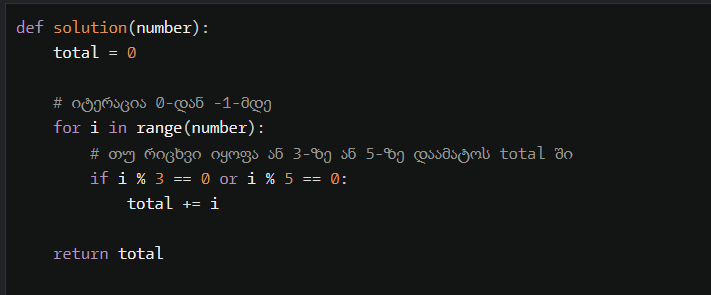 def solution(number):
    total = 0
    # იტერაცია 0-დან -1-მდე
    for i in range(number):
        # თუ რიცხვი იყოფა ან 3-ზე ან 5-ზე დაამატოს total ში
        if i % 3 == 0 or i % 5 == 0:
            total += i
    return total